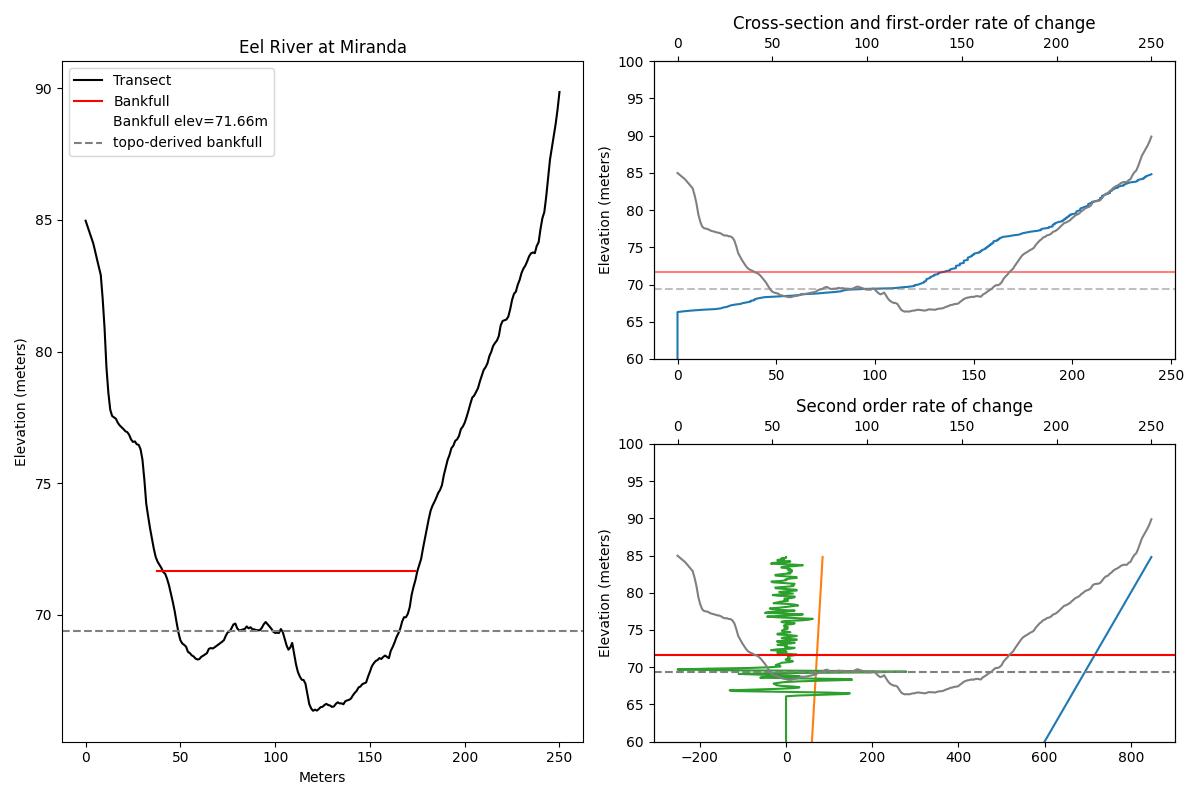 Eel River at Miranda
Transect
Bankfull
Bankfull elev=71.66m
topo-derived bankfull
90
85
80
75
70
Elevation (meters)
0 50 100 150 200 250
Meters
Cross-section and first-order rate of change
0 50 100 150 200 250
100
95
90
85
80
75
70
65
60
Elevation (meters)
0 50 100 150 200 250
Second order rate of change
0 50 100 150 200 250
100
95
90
85
80
75
70
65
60
Elevation (meters)
−200 0 200 400 600 800